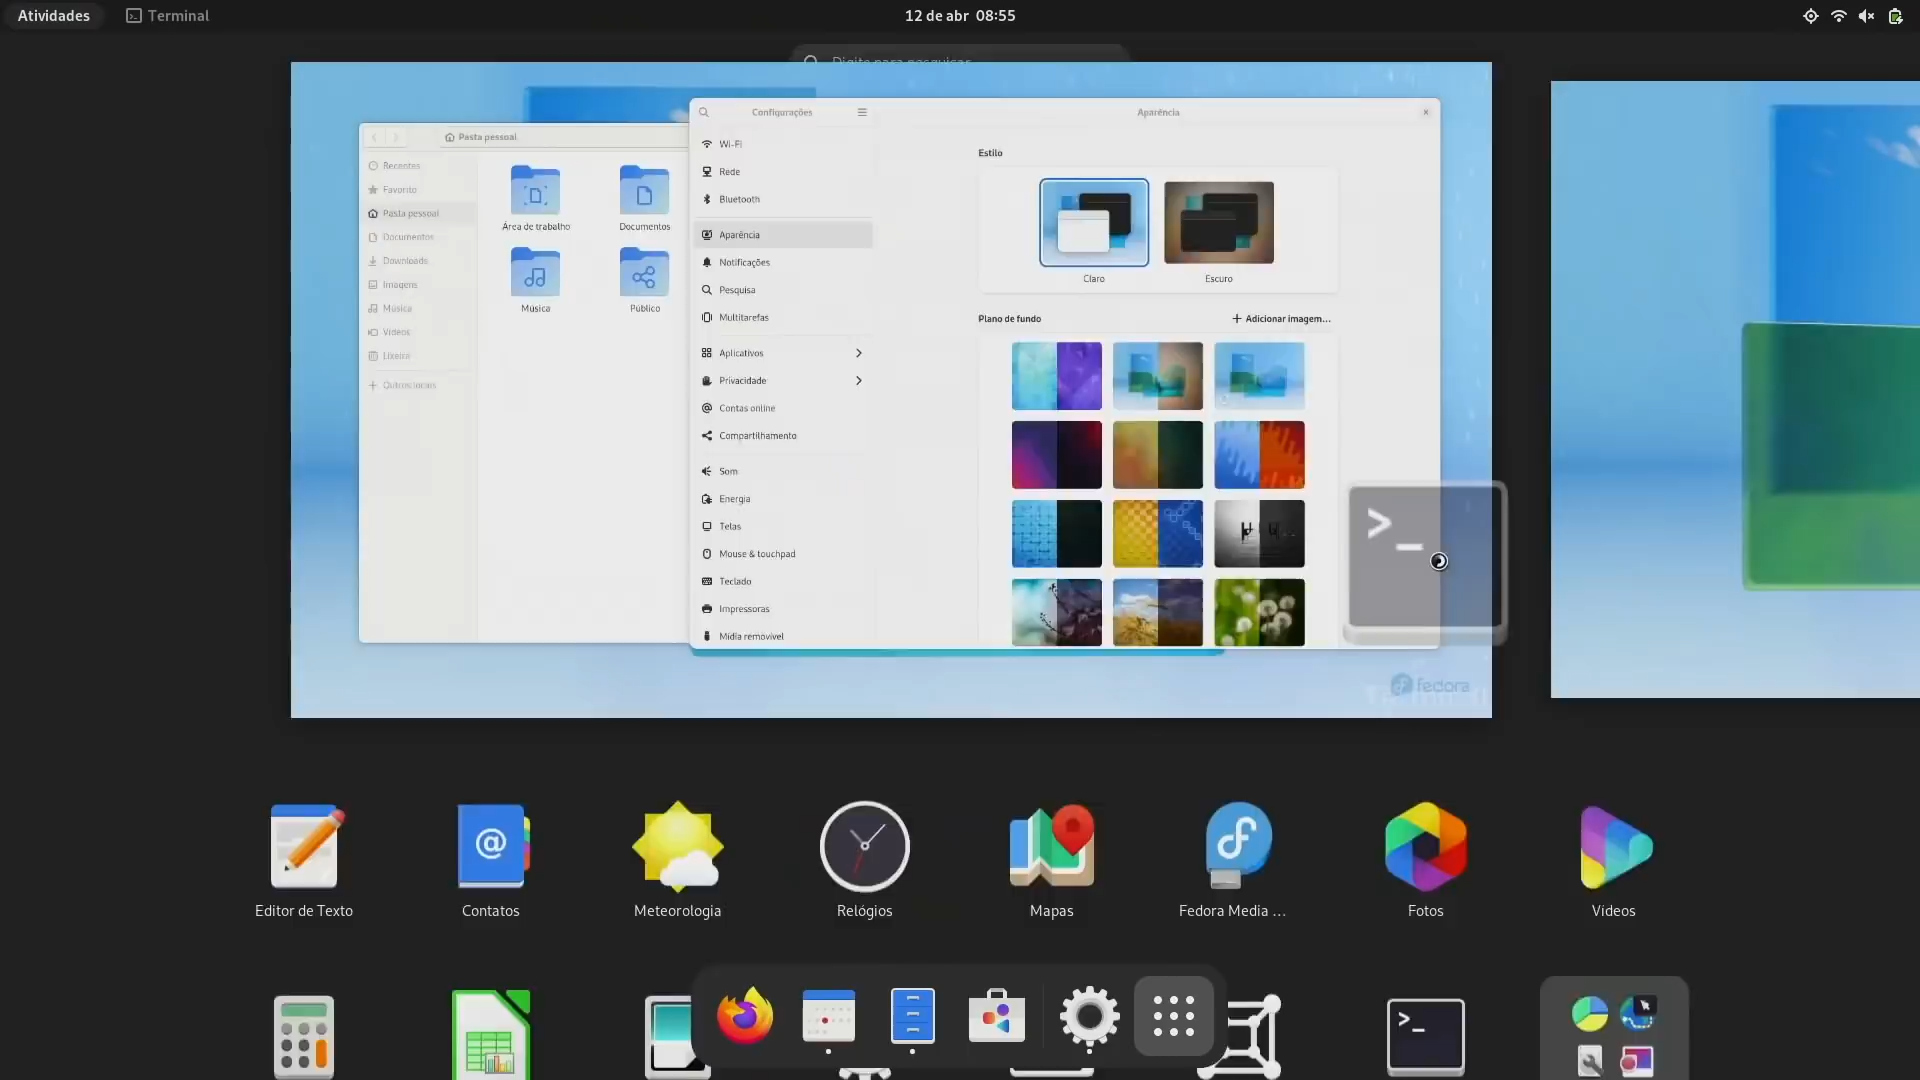 Atividades
Terminal
12 de abr 08:55
Digite para pesquisar
Pasta pessoal
Recentes
Favorito
Pasta pessoal
Documentos
Downloads
Imagens
Música
Vídeos
Lixeira
Outros locais
Área de trabalho
Documentos
Música
Público
Configurações
Wi-Fi
Rede
Bluetooth
Aparência
Notificações
Pesquisa
Multitarefas
Aplicativos
Privacidade
Contas online
Compartilhamento
Som
Energia
Telas
Mouse & touchpad
Teclado
Impressoras
Mídia removível
Aparência
Estilo
Claro
Escuro
Plano de fundo
Adicionar imagem...
>_
fedora
Editor de Texto
Contatos
Meteorologia
Relógios
Mapas
Fedora Media ...
Fotos
Vídeos
>_